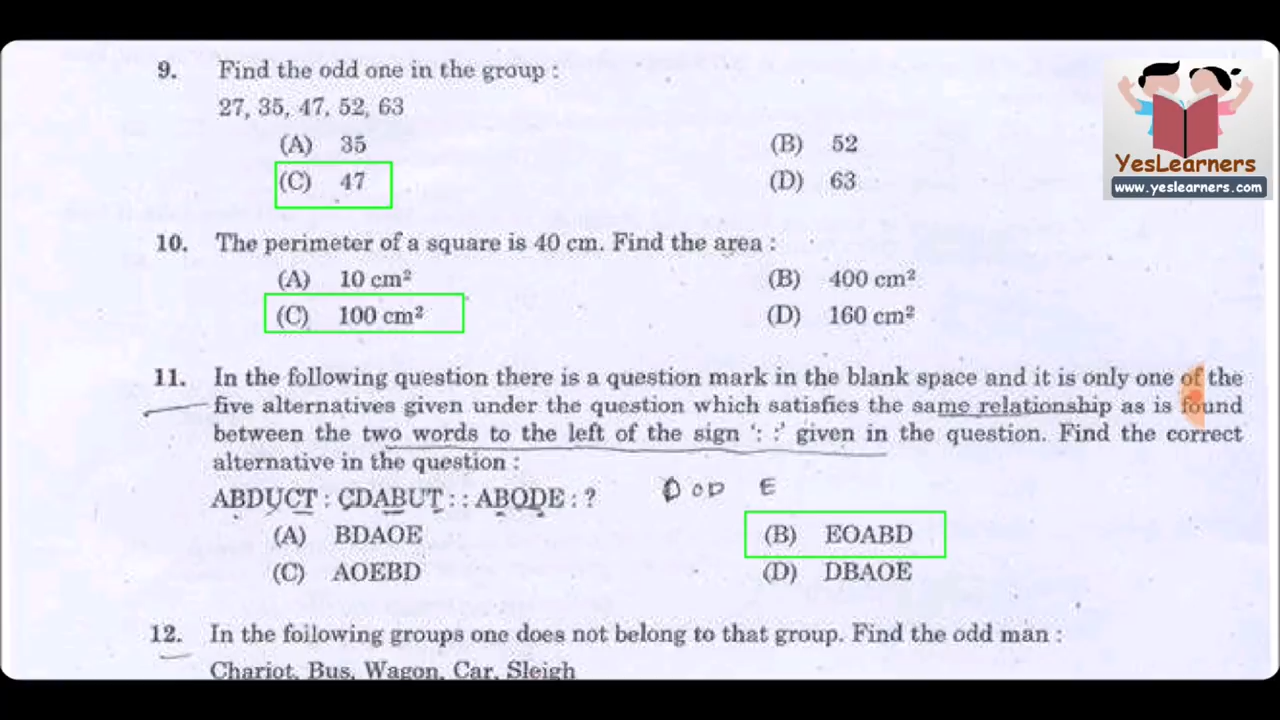 9. Find the odd one in the group :
27, 35, 47, 52, 63
(A) 35 (B) 52
(C) 47 (D) 63
YesLearners
www.yeslearners.com
10. The perimeter of a square is 40 cm. Find the area :
(A) 10 cm² (B) 400 cm²
(C) 100 cm² (D) 160 cm²
11. In the following question there is a question mark in the blank space and it is only one of the
five alternatives given under the question which satisfies the same relationship as is found
between the two words to the left of the sign ‘: :’ given in the question. Find the correct
alternative in the question :
ABDUCT : CDABUT : : ABODE : ?
(A) BDAOE (B) EOABD
(C) AOEBD (D) DBAOE
12. In the following groups one does not belong to that group. Find the odd man :
Chariot, Bus, Wagon, Car, Sleigh